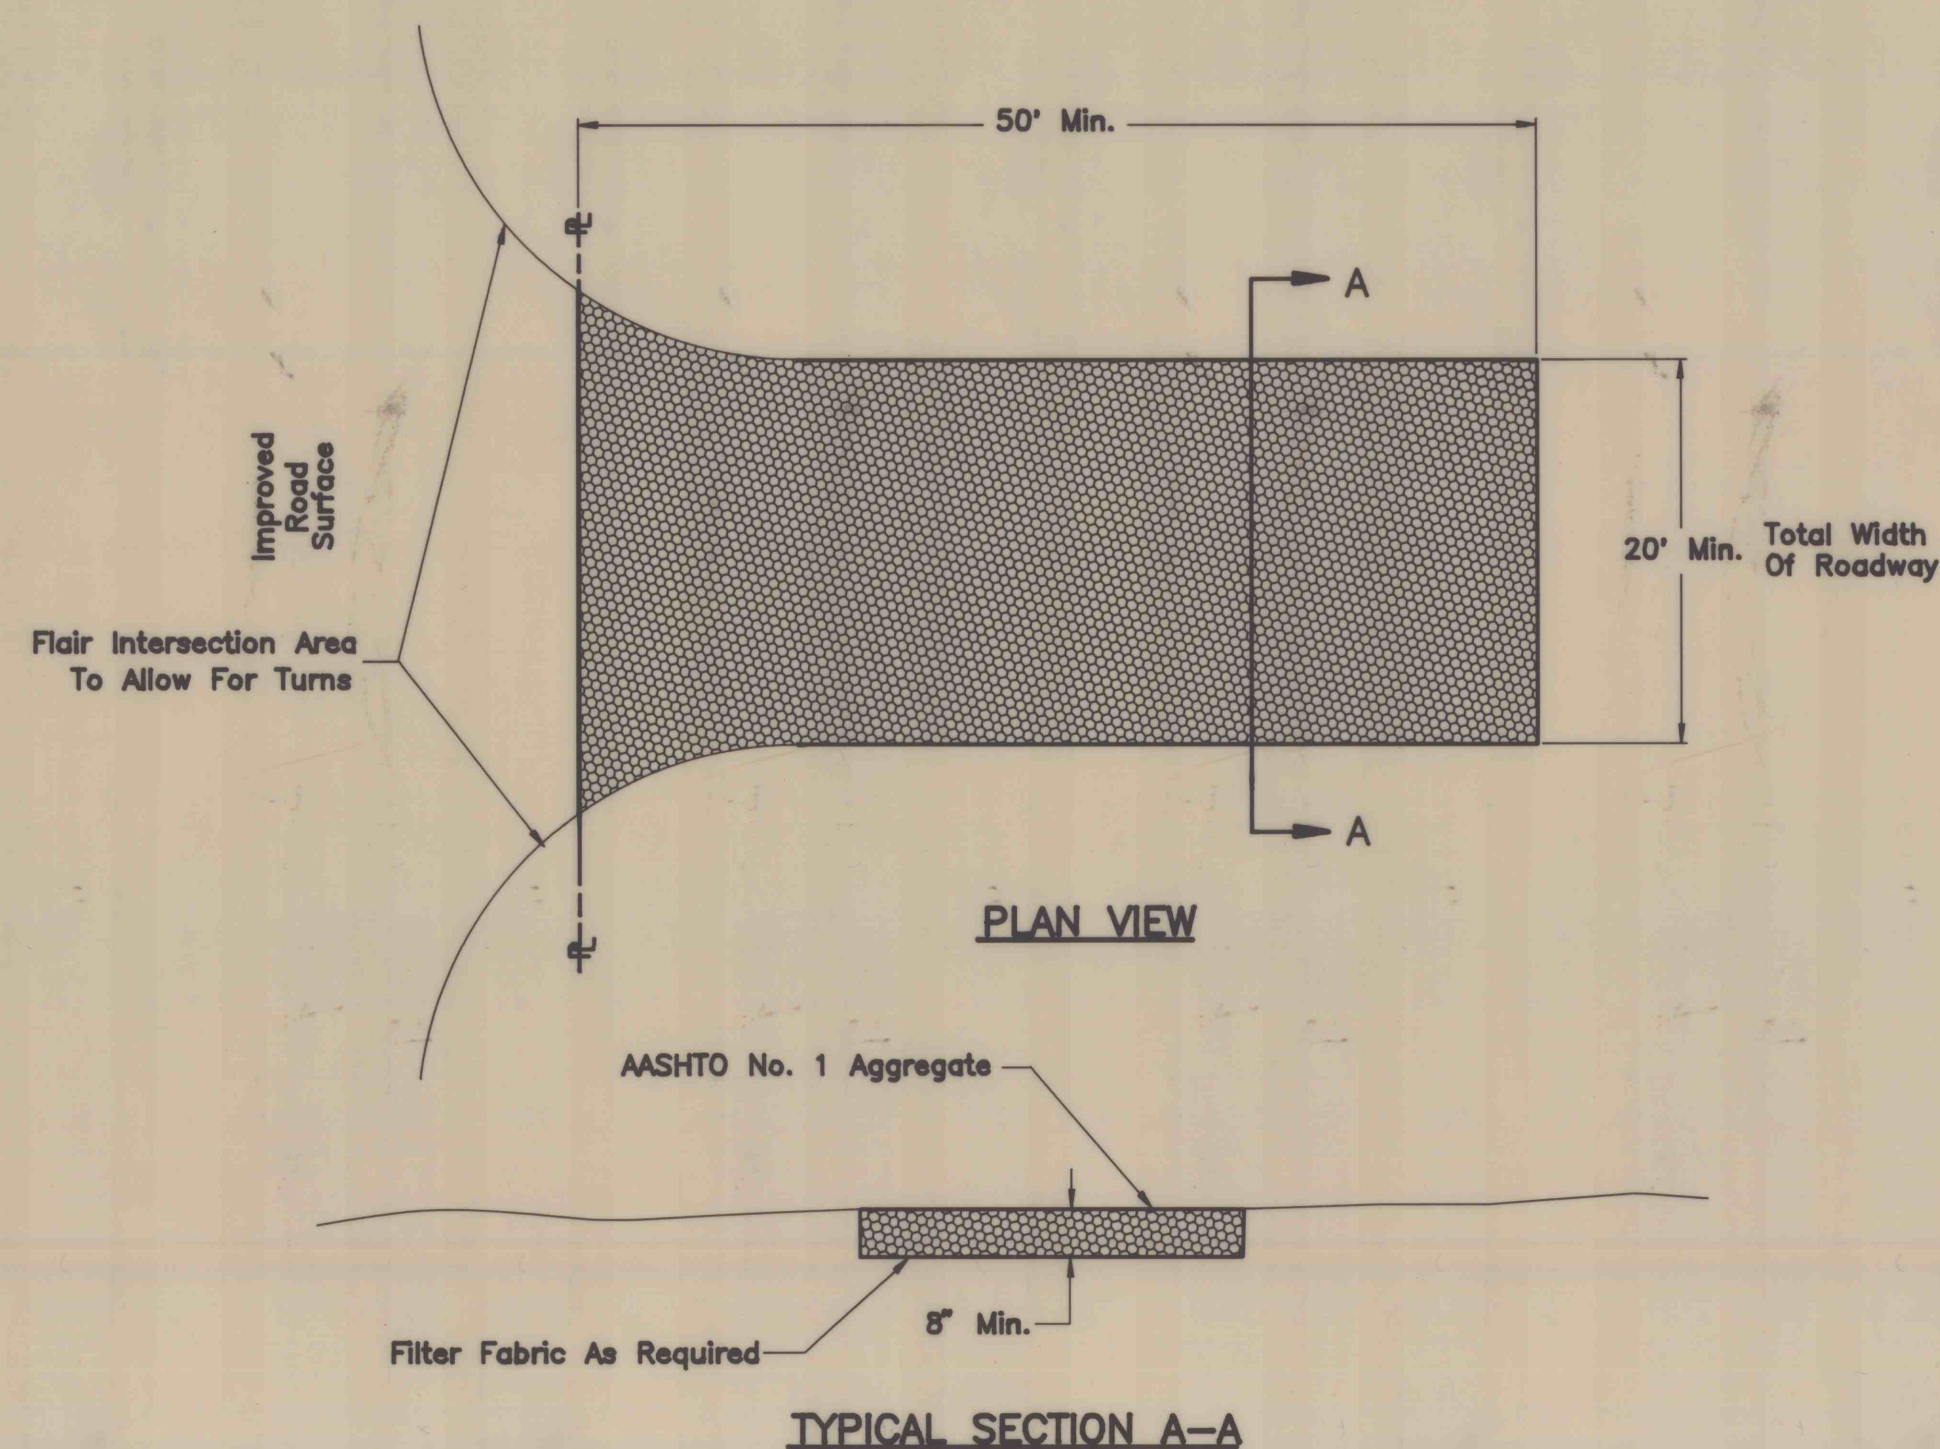 50' Min.
℄
A
Improved
Road
Surface
20' Min.
Total Width
Of Roadway
Flair Intersection Area
To Allow For Turns
A
PLAN VIEW
AASHTO No. 1 Aggregate
8" Min.
Filter Fabric As Required
TYPICAL SECTION A-A